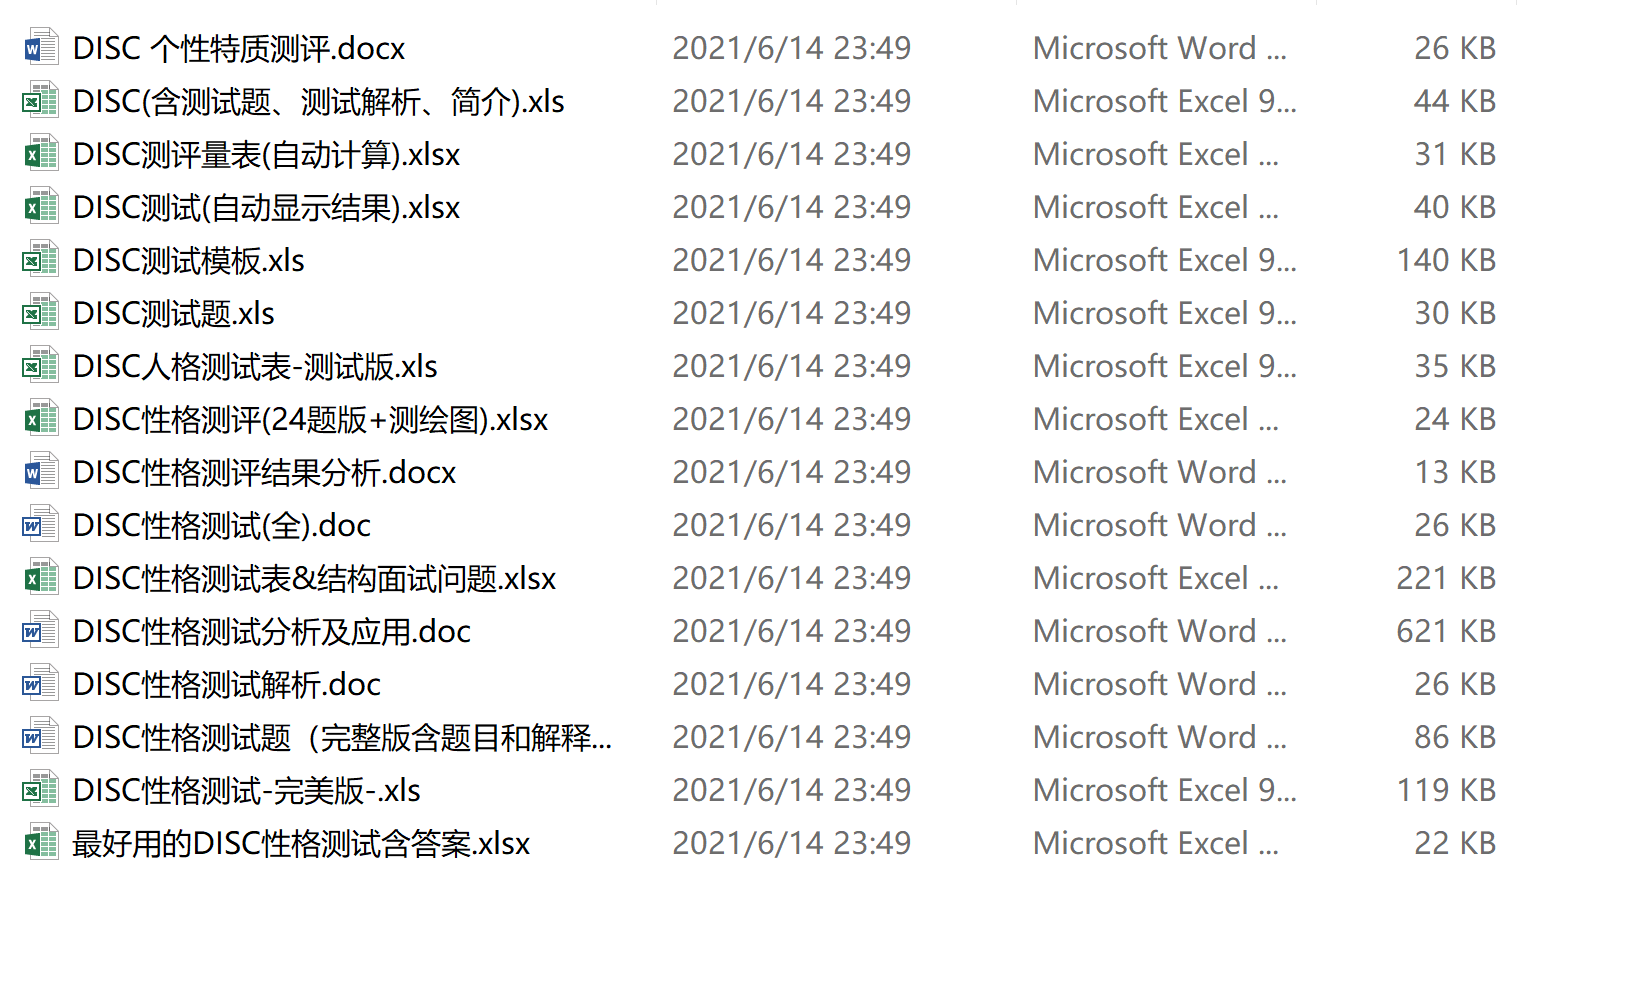 DISC 个性特质测评.docx 2021/6/14 23:49 Microsoft Word ... 26 KB
DISC(含测试题、测试解析、简介).xls 2021/6/14 23:49 Microsoft Excel 9... 44 KB
DISC测评量表(自动计算).xlsx 2021/6/14 23:49 Microsoft Excel ... 31 KB
DISC测试(自动显示结果).xlsx 2021/6/14 23:49 Microsoft Excel ... 40 KB
DISC测试模板.xls 2021/6/14 23:49 Microsoft Excel 9... 140 KB
DISC测试题.xls 2021/6/14 23:49 Microsoft Excel 9... 30 KB
DISC人格测试表-测试版.xls 2021/6/14 23:49 Microsoft Excel 9... 35 KB
DISC性格测评(24题版+测绘图).xlsx 2021/6/14 23:49 Microsoft Excel ... 24 KB
DISC性格测评结果分析.docx 2021/6/14 23:49 Microsoft Word ... 13 KB
DISC性格测试(全).doc 2021/6/14 23:49 Microsoft Word ... 26 KB
DISC性格测试表&结构面试问题.xlsx 2021/6/14 23:49 Microsoft Excel ... 221 KB
DISC性格测试分析及应用.doc 2021/6/14 23:49 Microsoft Word ... 621 KB
DISC性格测试解析.doc 2021/6/14 23:49 Microsoft Word ... 26 KB
DISC性格测试题（完整版含题目和解释... 2021/6/14 23:49 Microsoft Word ... 86 KB
DISC性格测试-完美版-.xls 2021/6/14 23:49 Microsoft Excel 9... 119 KB
最好用的DISC性格测试含答案.xlsx 2021/6/14 23:49 Microsoft Excel ... 22 KB